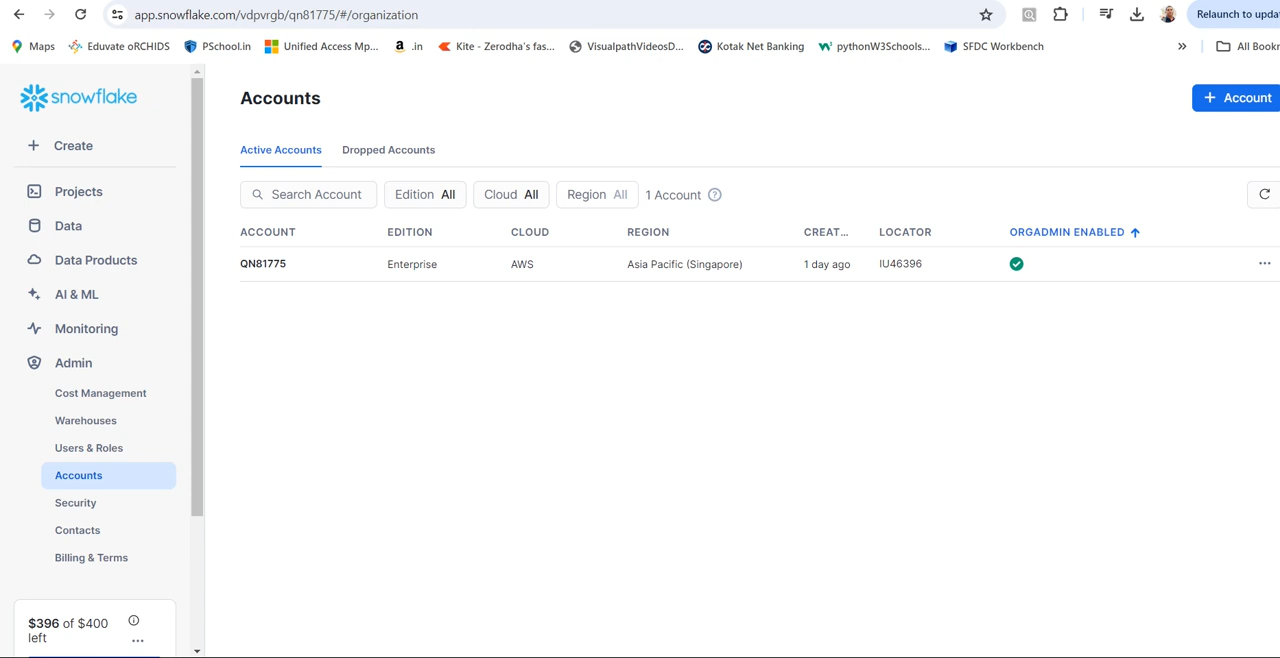 app.snowflake.com/vdpvrgb/qn81775/#/organization
Relaunch to upda
Maps Eduvate oRCHIDS PSchool.in Unified Access Mp... a .in Kite - Zerodha's fas... VisualpathVideosD... Kotak Net Banking pythonW3Schools... SFDC Workbench » All Bookr
snowflake
Create
Projects
Data
Data Products
AI & ML
Monitoring
Admin
Cost Management
Warehouses
Users & Roles
Accounts
Security
Contacts
Billing & Terms
$396 of $400
left
...
Accounts
+ Account
Active Accounts Dropped Accounts
Search Account Edition All Cloud All Region All 1 Account ?
ACCOUNT EDITION CLOUD REGION CREAT... LOCATOR ORGADMIN ENABLED
QN81775 Enterprise AWS Asia Pacific (Singapore) 1 day ago IU46396 ...